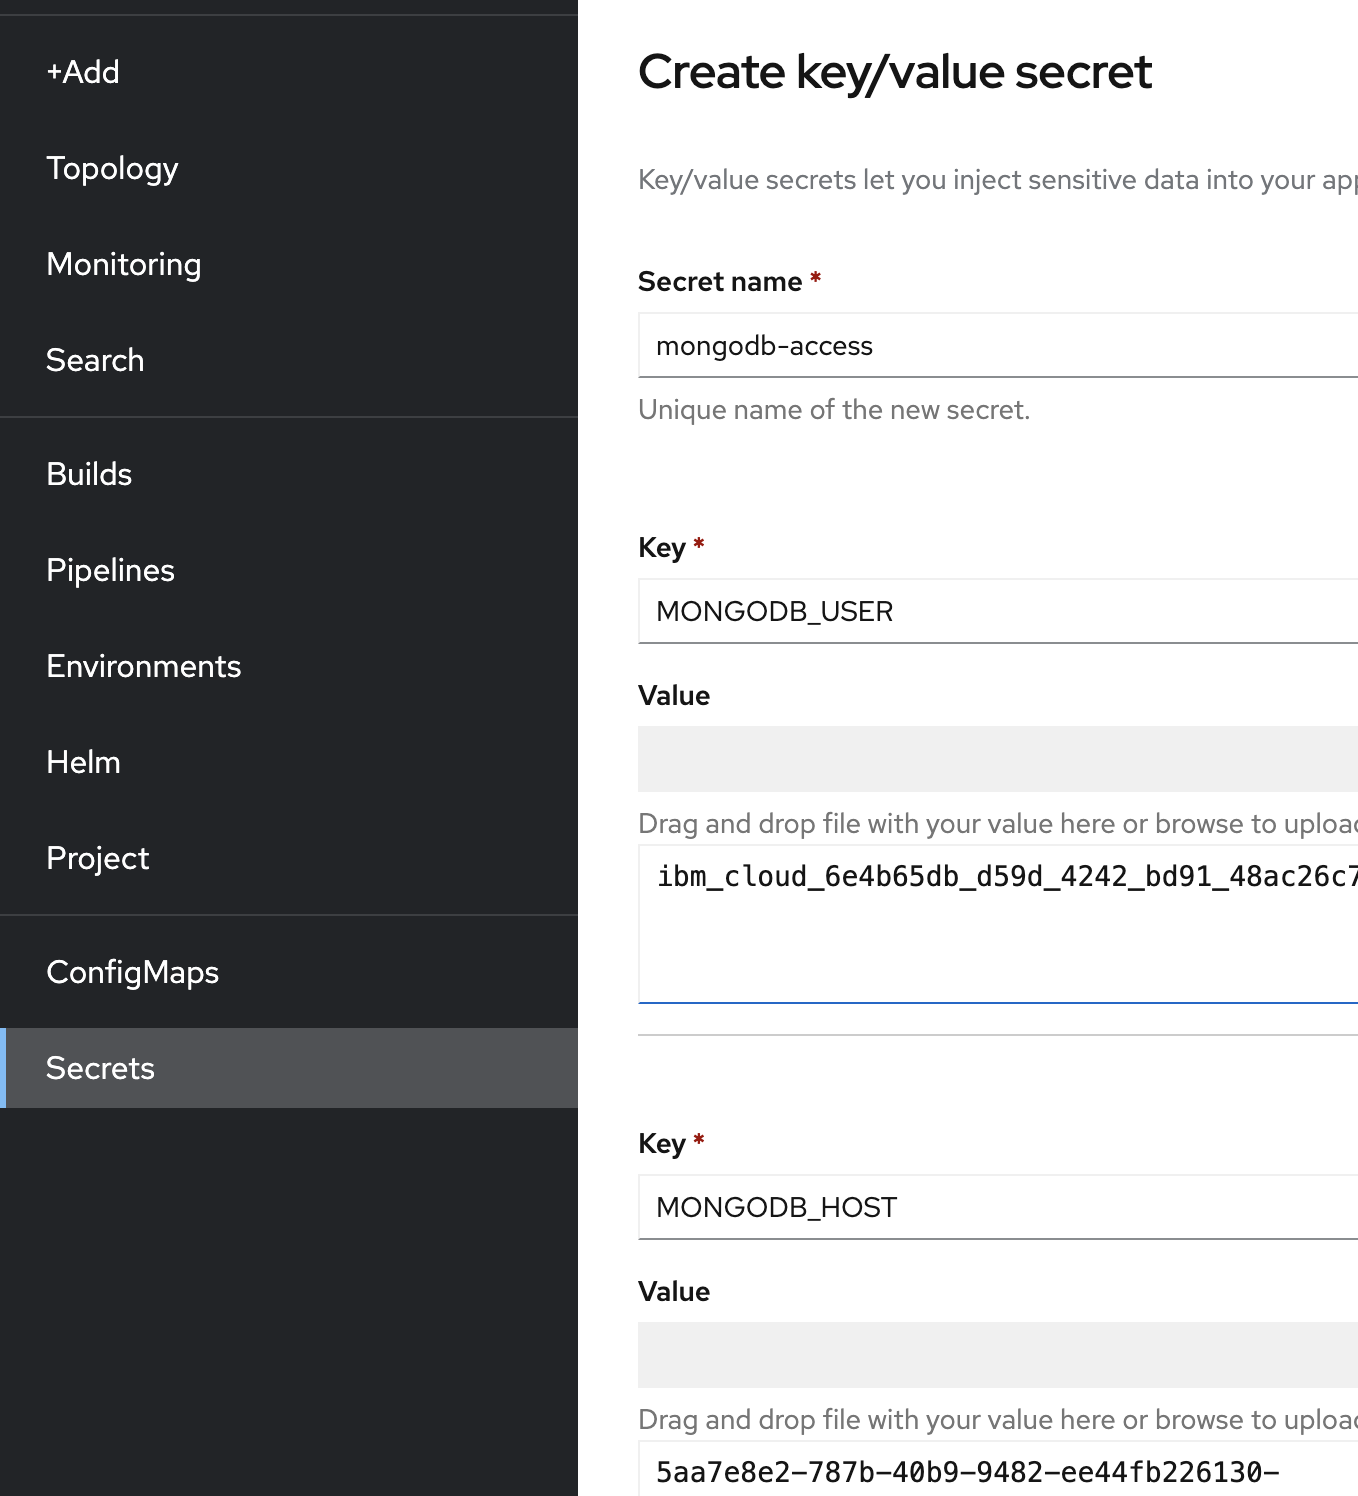 +Add
Topology
Monitoring
Search
Builds
Pipelines
Environments
Helm
Project
ConfigMaps
Secrets
Create key/value secret
Key/value secrets let you inject sensitive data into your app
Secret name *
mongodb-access
Unique name of the new secret.
Key *
MONGODB_USER
Value
Drag and drop file with your value here or browse to upload
ibm_cloud_6e4b65db_d59d_4242_bd91_48ac26c7
Key *
MONGODB_HOST
Value
Drag and drop file with your value here or browse to upload
5aa7e8e2-787b-40b9-9482-ee44fb226130-